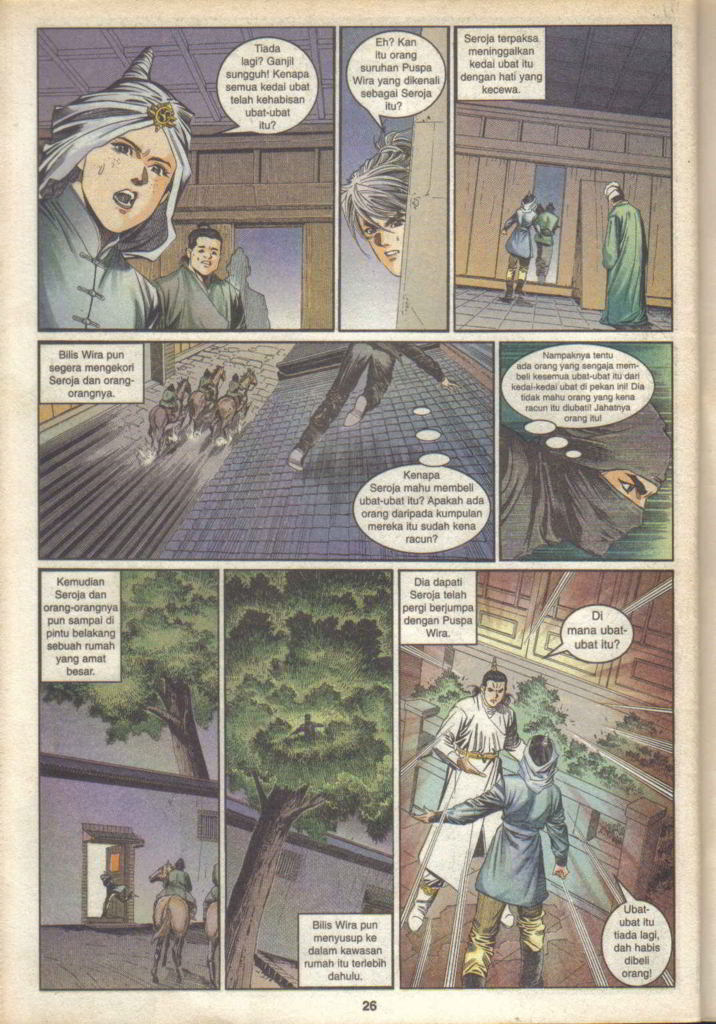 Tiada
lagi? Ganjil
sungguh! Kenapa
semua kedai ubat
telah kehabisan
ubat-ubat
itu?
Eh? Kan
itu orang
suruhan Puspa
Wira yang dikenali
sebagai Seroja
itu?
Seroja terpaksa
meninggalkan
kedai ubat itu
dengan hati yang
kecewa.
Bilis Wira pun
segera mengekori
Seroja dan orang-
orangnya.
Kenapa
Seroja mahu membeli
ubat-ubat itu? Apakah ada
orang daripada kumpulan
mereka itu sudah kena
racun?
Nampaknya tentu
ada orang yang sengaja mem-
beli kesemua ubat-ubat itu dari
kedai-kedai ubat di pekan ini! Dia
tidak mahu orang yang kena
racun itu diubati! Jahatnya
orang itu!
Kemudian
Seroja dan
orang-orangnya
pun sampai di
pintu belakang
sebuah rumah
yang amat
besar.
Bilis Wira pun
menyusup ke
dalam kawasan
rumah itu terlebih
dahulu.
Dia dapati
Seroja telah
pergi berjumpa
dengan Puspa
Wira.
Di
mana ubat-
ubat itu?
Ubat-
ubat itu
tiada lagi,
dah habis
dibeli
orang!
26